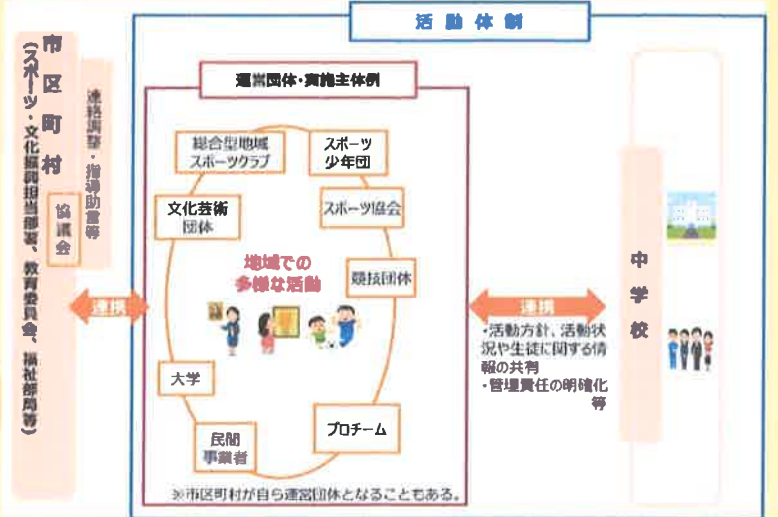 活動体制
市区町村
（スポーツ・文化振興担当部署、教育委員会、福祉部局等）
連絡調整・指導助言等
協議会
連携
運営団体・実施主体例
総合型地域
スポーツクラブ
スポーツ
少年団
文化芸術
団体
スポーツ協会
地域での
多様な活動
競技団体
大学
民間
事業者
プロチーム
※市区町村が自ら運営団体となることもある。
連携
・活動方針、活動状
況や生徒に関する情
報の共有
・管理責任の明確化
等
中学校